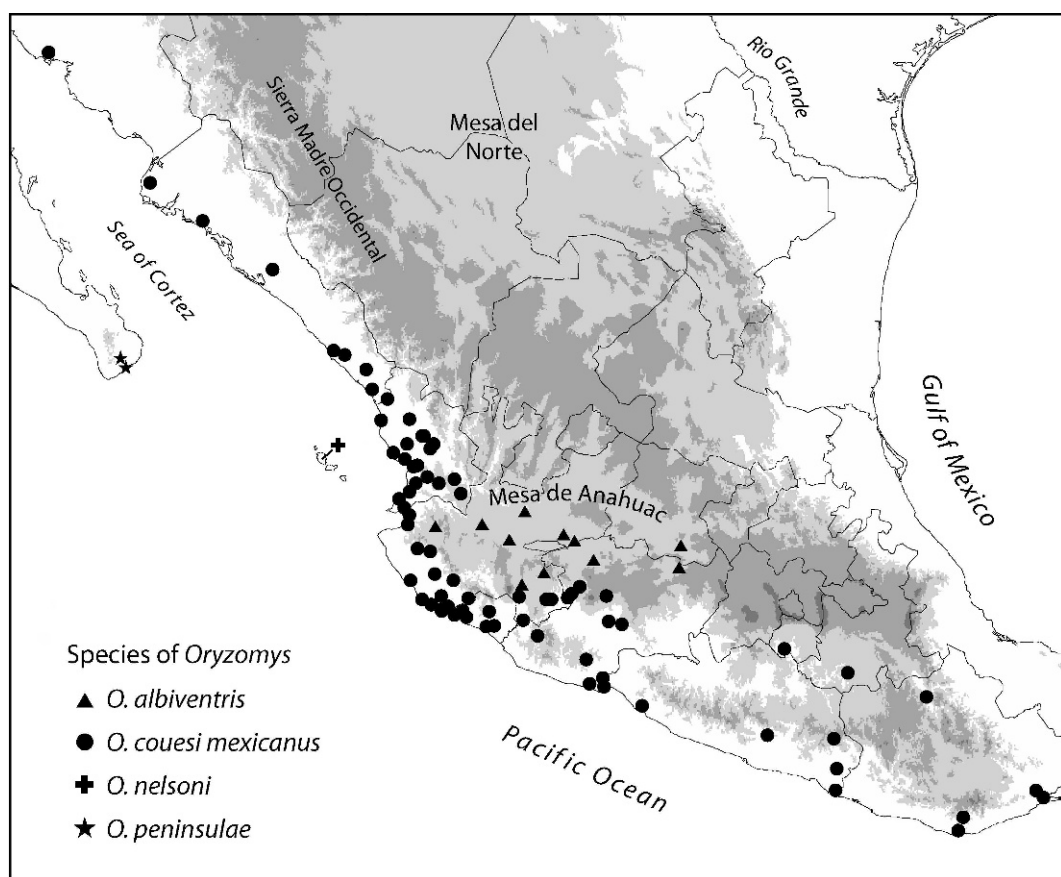 Rio Grande
Mesa del
Norte
Sierra Madre Occidental
Sea of Cortez
Gulf of Mexico
Mesa de Anahuac
Pacific Ocean
Species of Oryzomys
O. albiventris
O. couesi mexicanus
O. nelsoni
O. peninsulae